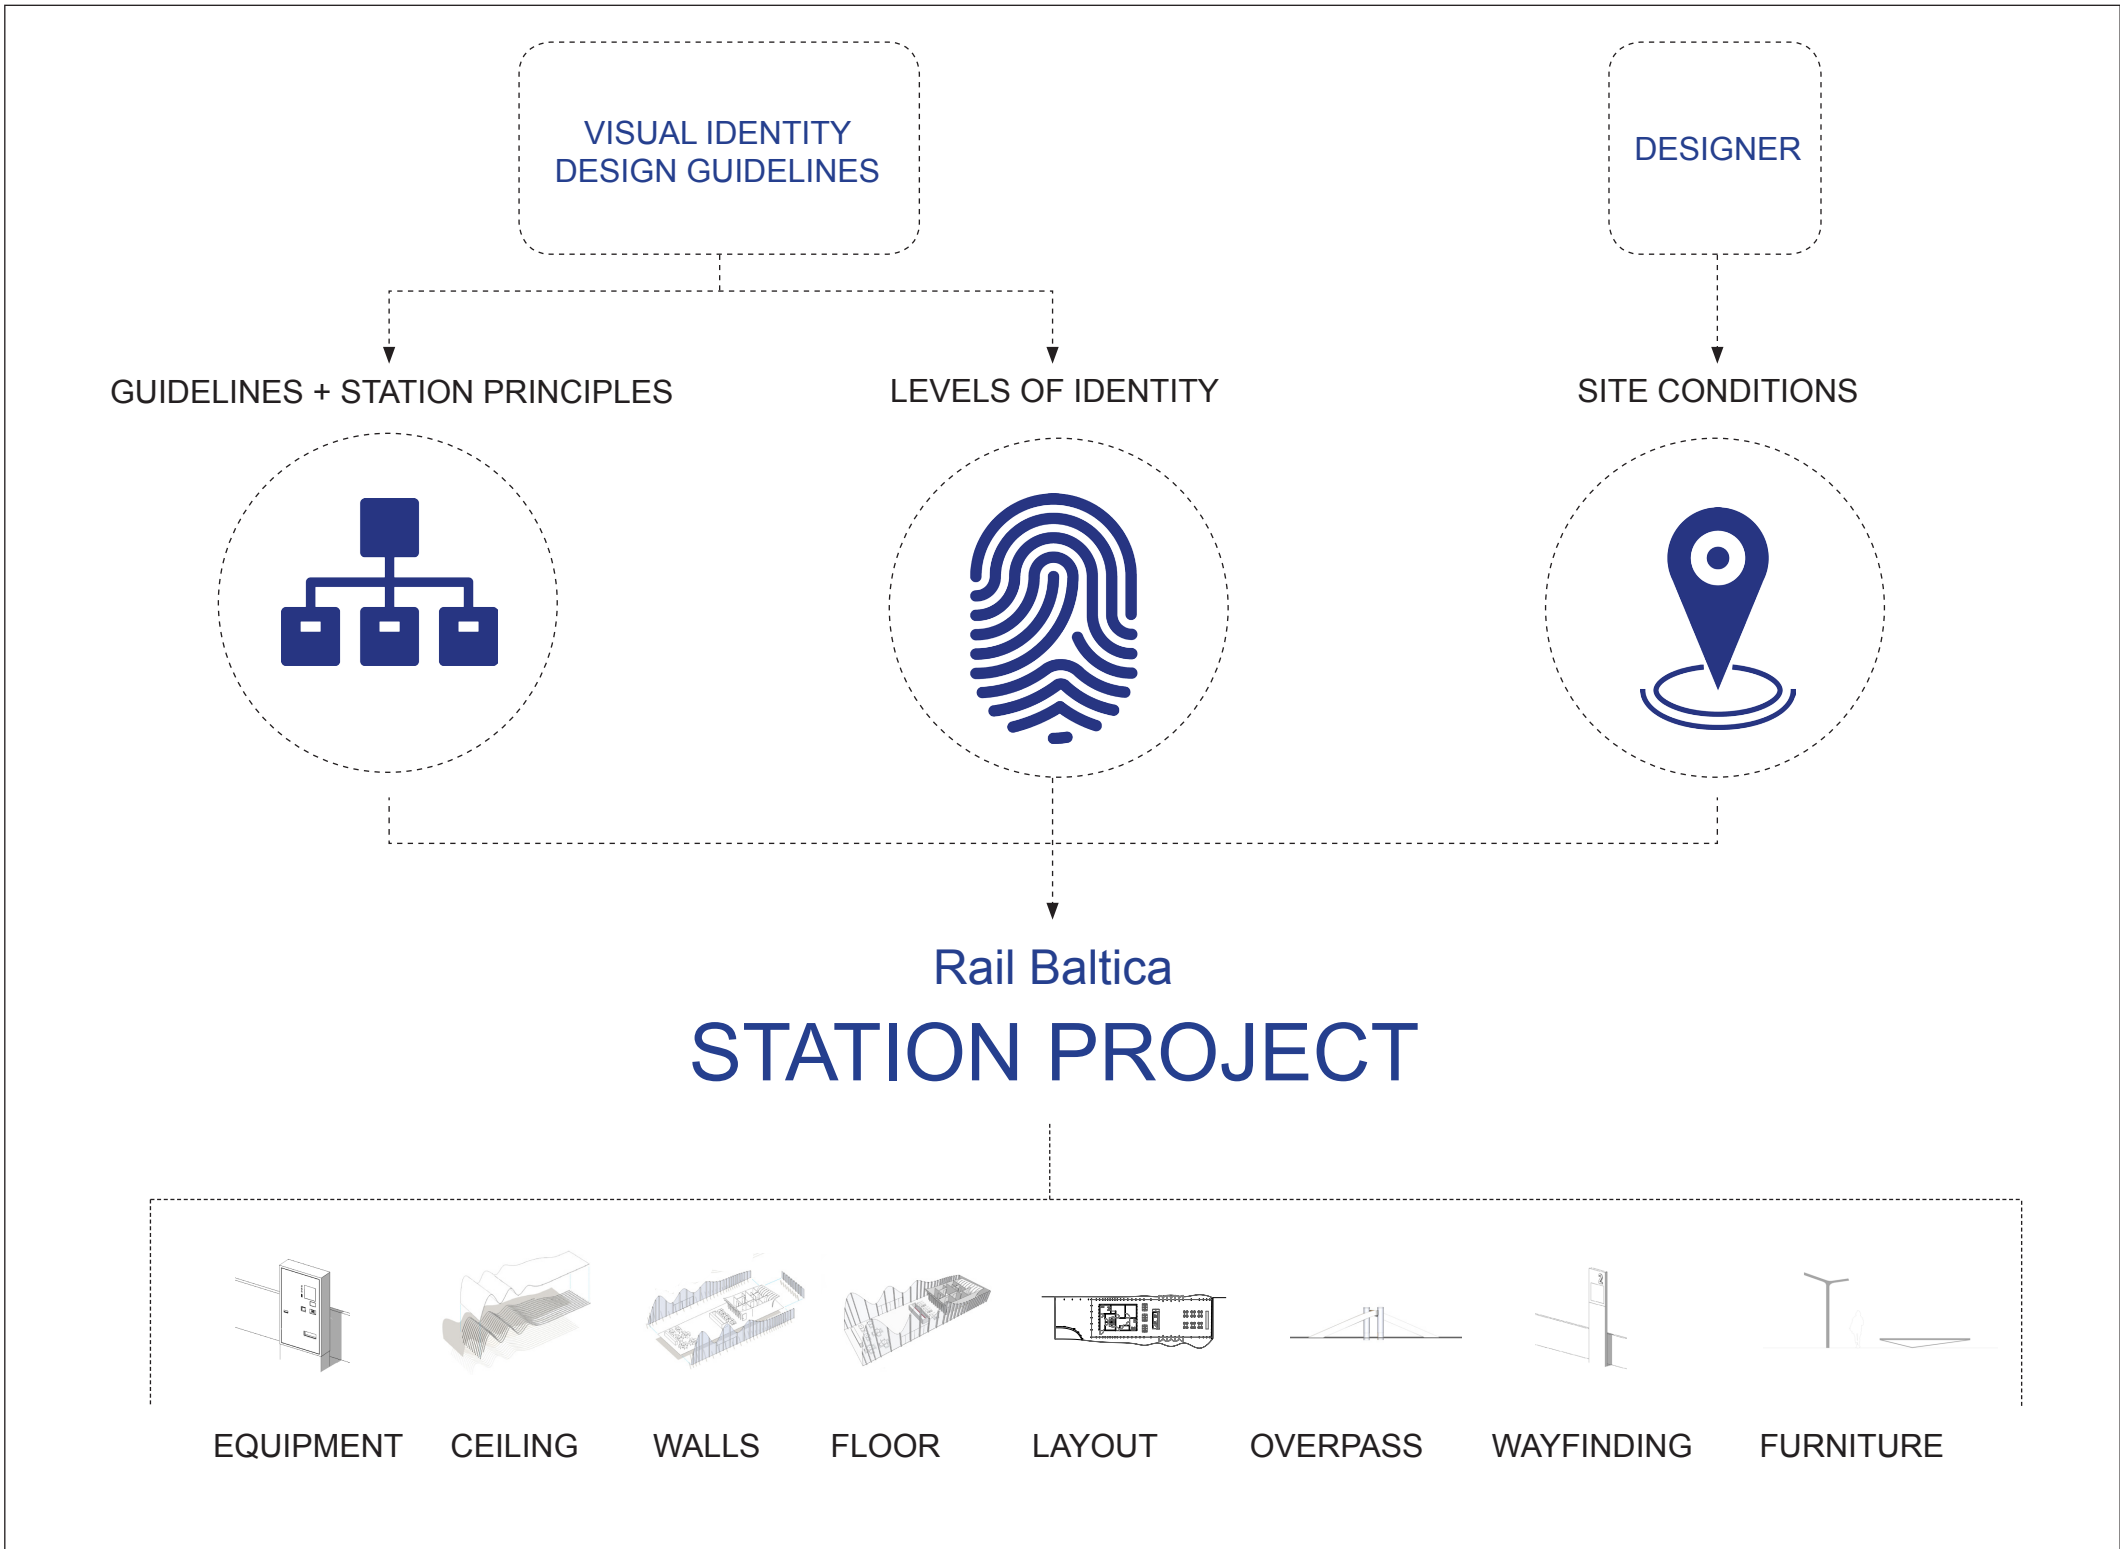 VISUAL IDENTITY
DESIGN GUIDELINES
DESIGNER
GUIDELINES + STATION PRINCIPLES
LEVELS OF IDENTITY
SITE CONDITIONS
Rail Baltica
STATION PROJECT
2
EQUIPMENT
CEILING
WALLS
FLOOR
LAYOUT
OVERPASS
WAYFINDING
FURNITURE